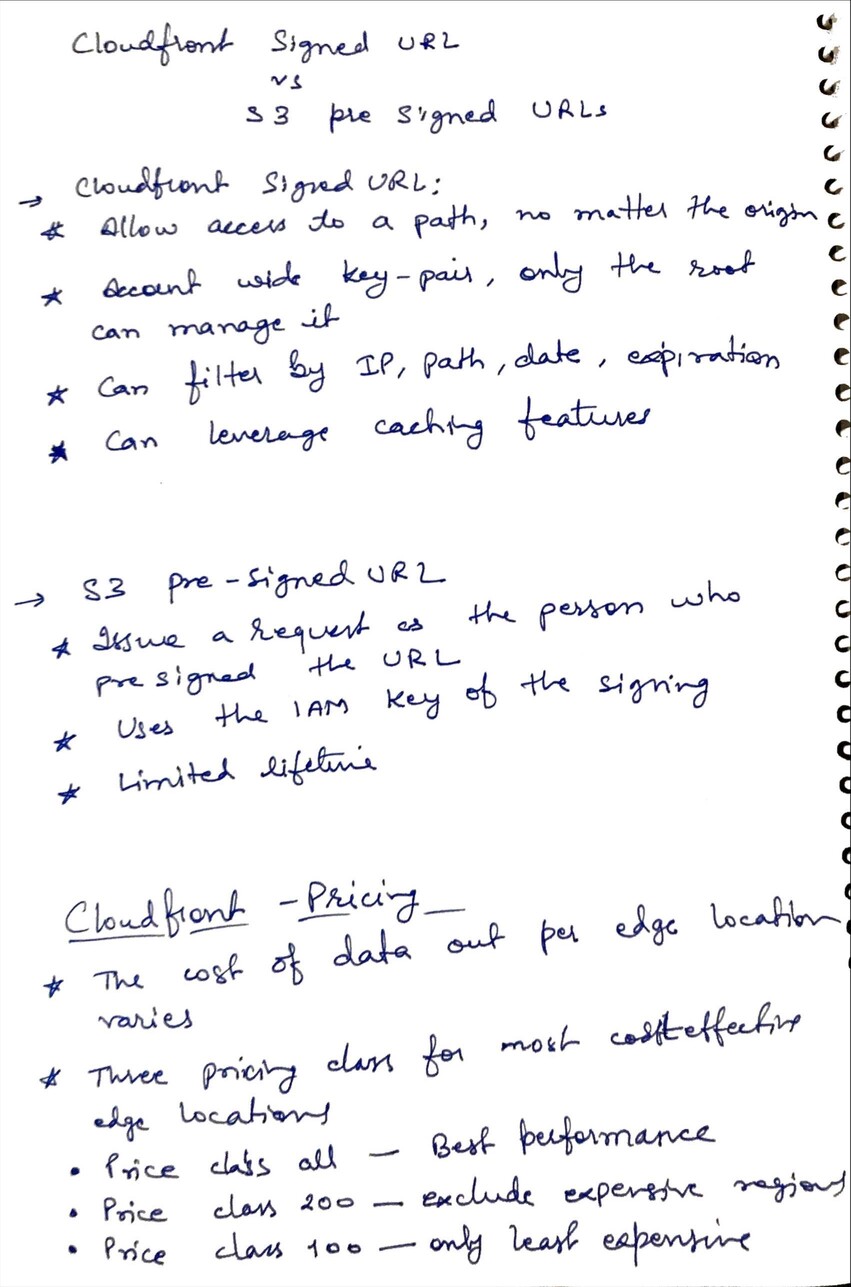 Cloudfront Signed URL
vs
S3 pre signed URLs
→ Cloudfront Signed URL:
* Allow access to a path, no matter the origin
* Account wide key-pair, only the root
can manage it
* Can filter by IP, path, date, expiration
* Can leverage caching features
→ S3 pre-signed URL
* Issue a request as the person who
pre signed the URL
* Uses the IAM key of the signing
* Limited lifetime
Cloudfront - Pricing
* The cost of data out per edge location
varies
* Three pricing class for most cost effective
edge locations
• Price class all – Best performance
• Price class 200 – exclude expensive regions
• Price class 100 – only least expensive